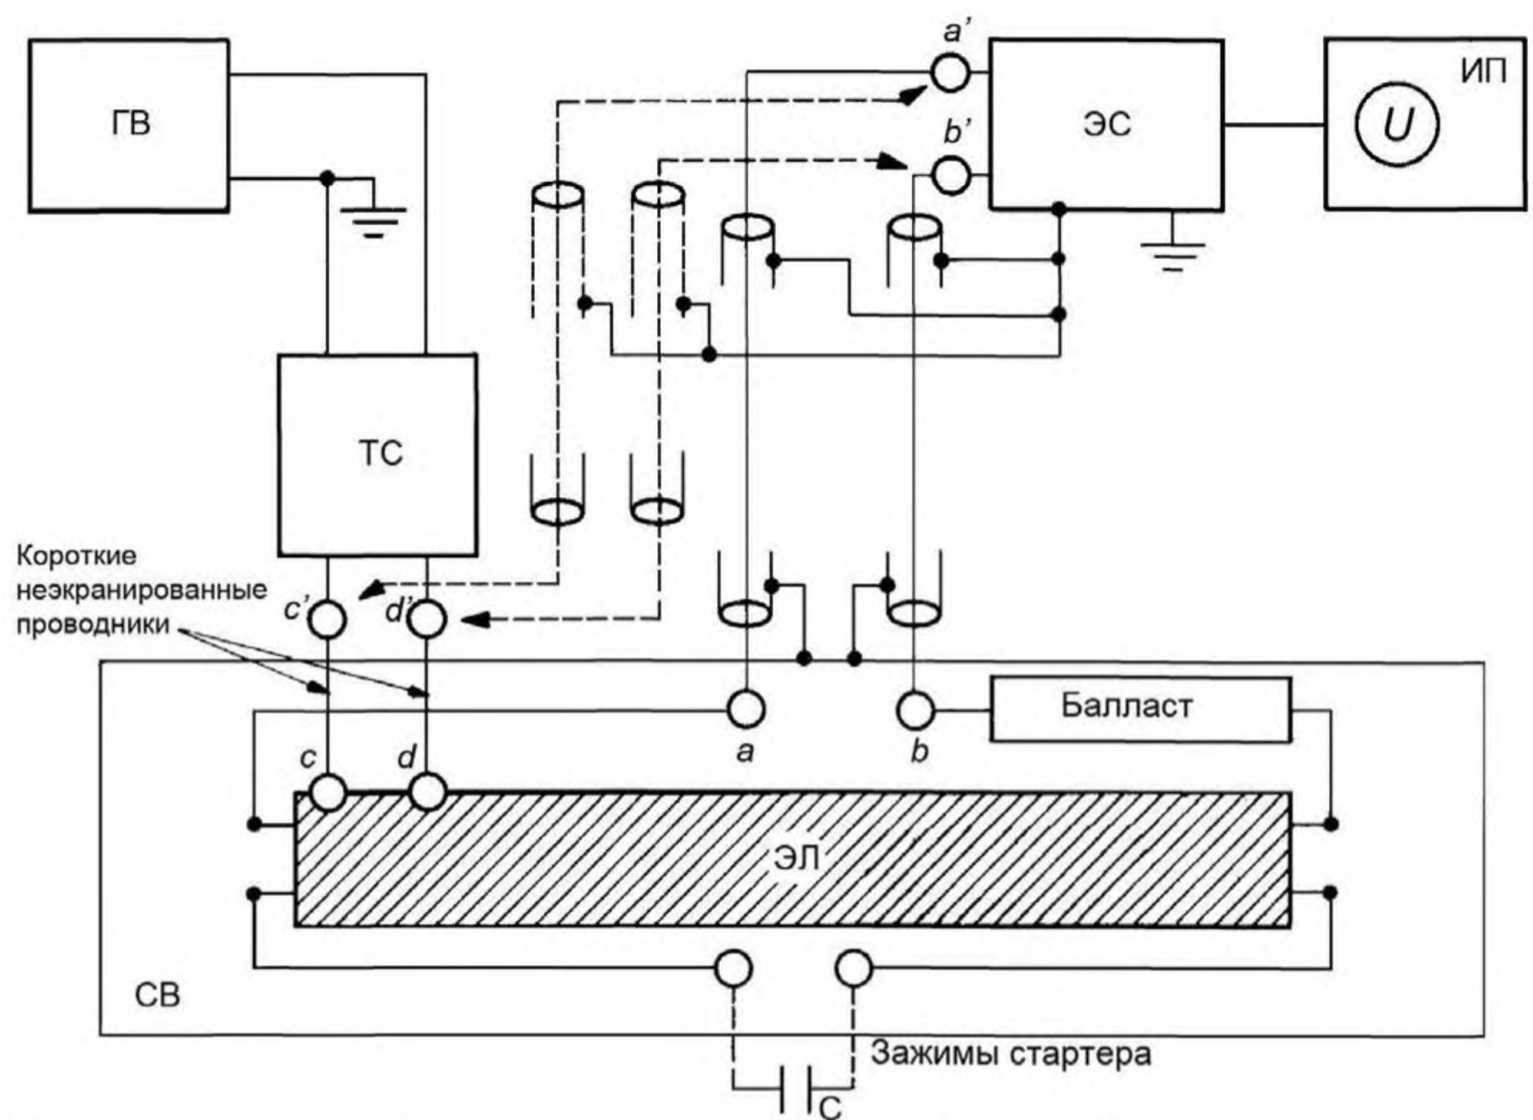 a'
ИП
ГВ
ЭС
U
b'
ТС
Короткие
неэкранированные
проводники
c'
d'
Балласт
c
d
a
b
ЭЛ
СВ
Зажимы стартера
C